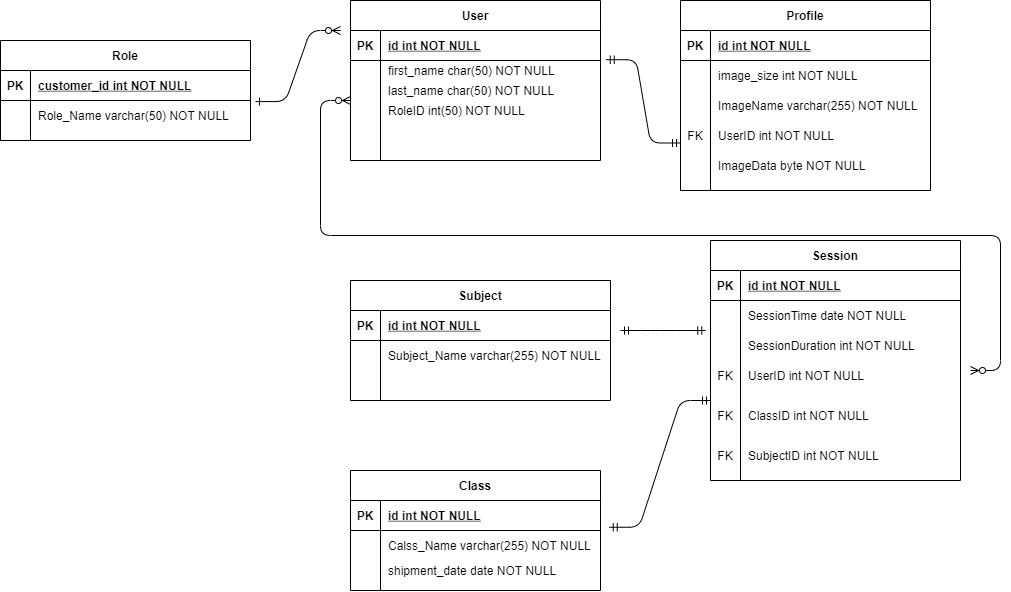 Role
PK customer_id int NOT NULL
Role_Name varchar(50) NOT NULL
User
PK id int NOT NULL
first_name char(50) NOT NULL
last_name char(50) NOT NULL
RoleID int(50) NOT NULL
Profile
PK id int NOT NULL
image_size int NOT NULL
ImageName varchar(255) NOT NULL
FK UserID int NOT NULL
ImageData byte NOT NULL
Subject
PK id int NOT NULL
Subject_Name varchar(255) NOT NULL
Session
PK id int NOT NULL
SessionTime date NOT NULL
SessionDuration int NOT NULL
FK UserID int NOT NULL
FK ClassID int NOT NULL
FK SubjectID int NOT NULL
Class
PK id int NOT NULL
Calss_Name varchar(255) NOT NULL
shipment_date date NOT NULL